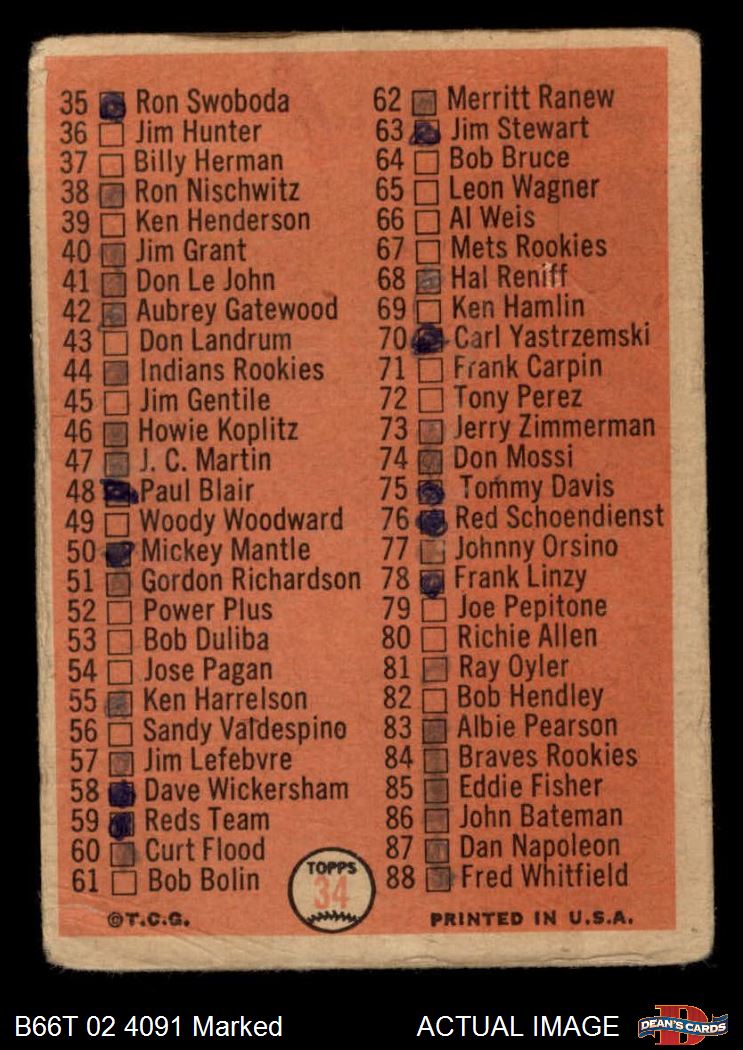 35 Ron Swoboda
36 Jim Hunter
37 Billy Herman
38 Ron Nischwitz
39 Ken Henderson
40 Jim Grant
41 Don Le John
42 Aubrey Gatewood
43 Don Landrum
44 Indians Rookies
45 Jim Gentile
46 Howie Koplitz
47 J. C. Martin
48 Paul Blair
49 Woody Woodward
50 Mickey Mantle
51 Gordon Richardson
52 Power Plus
53 Bob Duliba
54 Jose Pagan
55 Ken Harrelson
56 Sandy Valdespino
57 Jim Lefebvre
58 Dave Wickersham
59 Reds Team
60 Curt Flood
61 Bob Bolin
62 Merritt Ranew
63 Jim Stewart
64 Bob Bruce
65 Leon Wagner
66 Al Weis
67 Mets Rookies
68 Hal Reniff
69 Ken Hamlin
70 Carl Yastrzemski
71 Frank Carpin
72 Tony Perez
73 Jerry Zimmerman
74 Don Mossi
75 Tommy Davis
76 Red Schoendienst
77 Johnny Orsino
78 Frank Linzy
79 Joe Pepitone
80 Richie Allen
81 Ray Oyler
82 Bob Hendley
83 Albie Pearson
84 Braves Rookies
85 Eddie Fisher
86 John Bateman
87 Dan Napoleon
88 Fred Whitfield
TOPPS
34
©T.C.G.
PRINTED IN U.S.A.
B66T 02 4091 Marked
ACTUAL IMAGE
D
DEAN'S CARDS